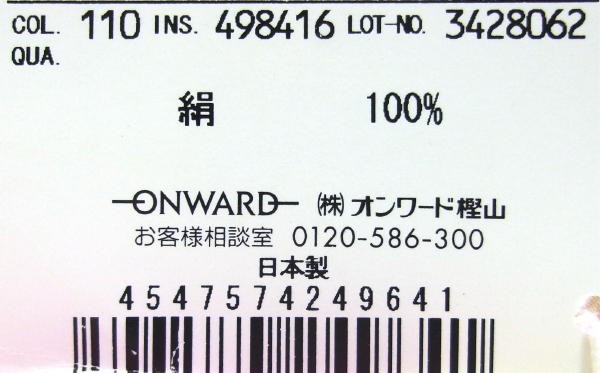 COL. 110 INS. 498416 LOT-NO. 3428062
QUA.
絹 100%
ONWARD ㈱オンワード樫山
お客様相談室 0120-586-300
日本製
4547574249641